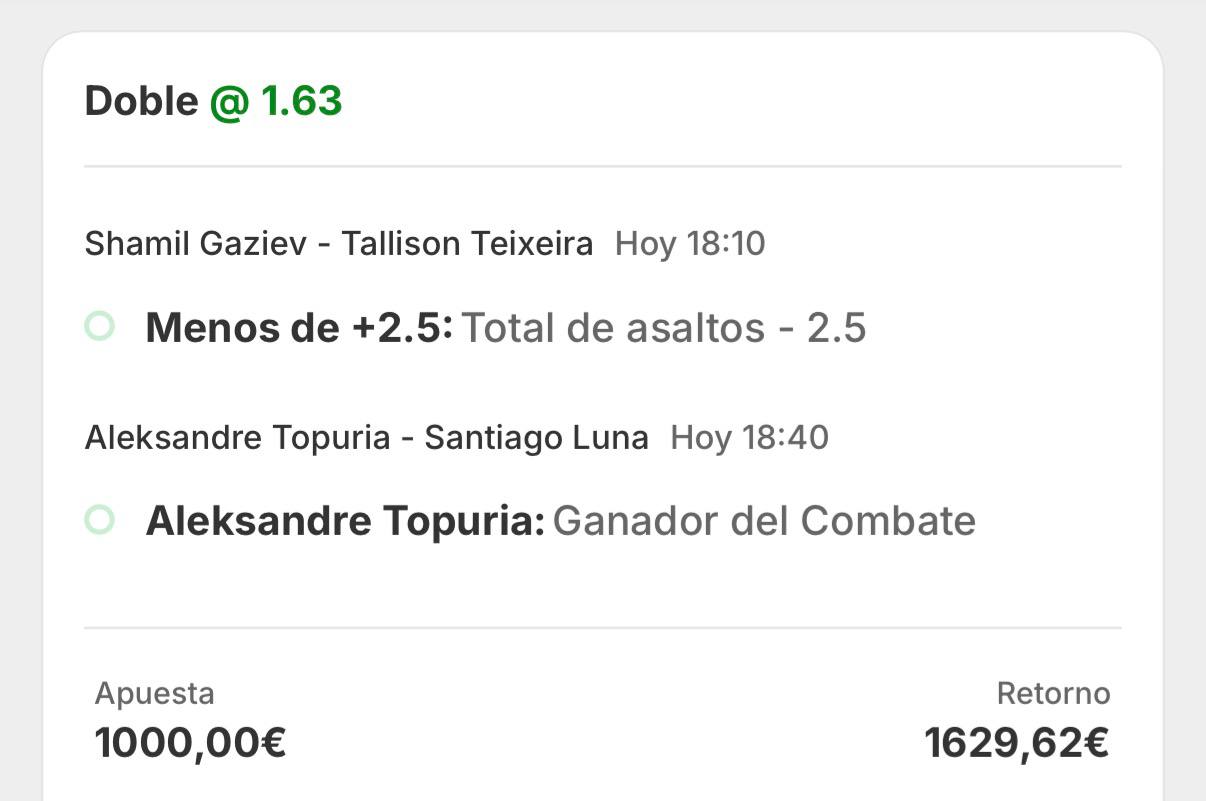 Doble @ 1.63
Shamil Gaziev - Tallison Teixeira Hoy 18:10
Menos de +2.5: Total de asaltos - 2.5
Aleksandre Topuria - Santiago Luna Hoy 18:40
Aleksandre Topuria: Ganador del Combate
Apuesta Retorno
1000,00€ 1629,62€